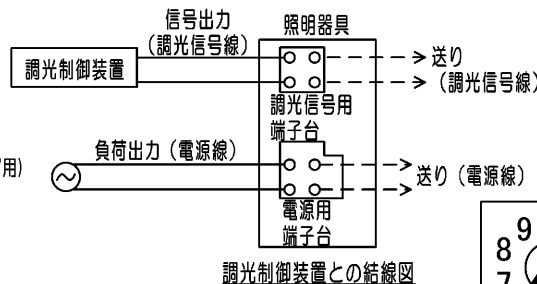 信号出力
（調光信号線）
照明器具
調光制御装置
送り
（調光信号線）
調光信号用
端子台
負荷出力（電源線）
用)
送り（電源線）
電源用
端子台
調光制御装置との結線図
9
8
7